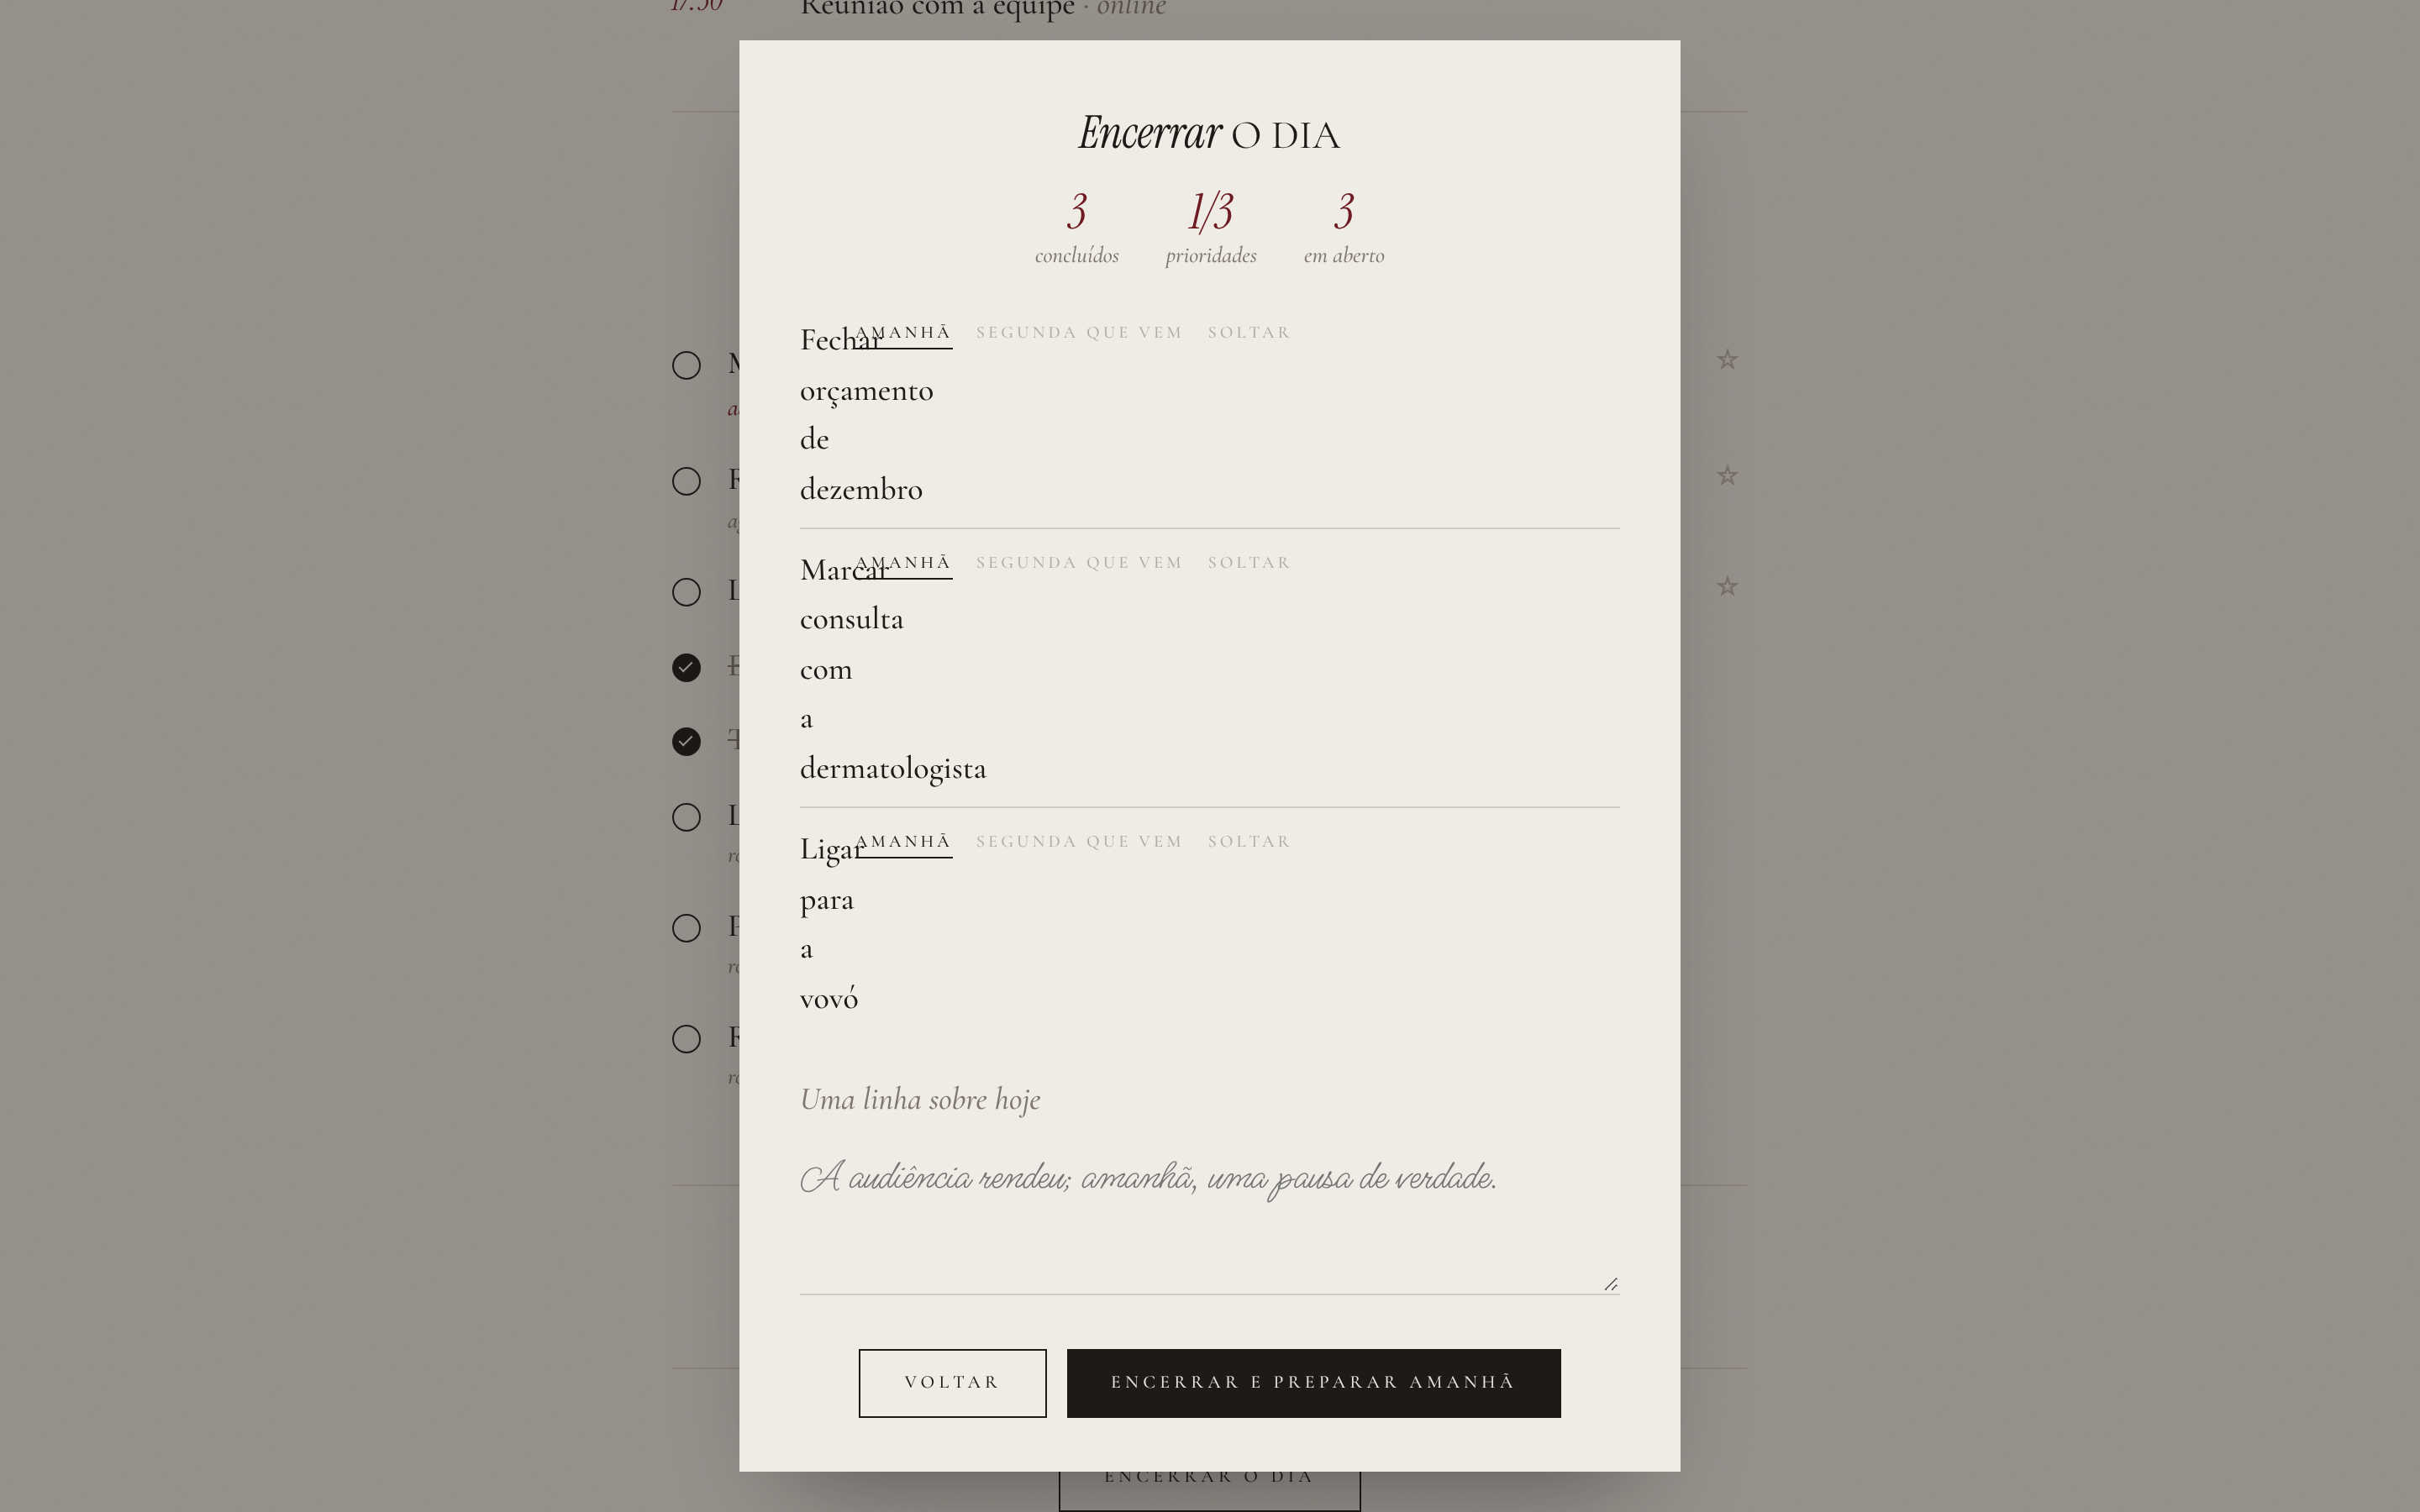 Reunião com a equipe · online
Encerrar O DIA
3 1/3 3
concluídos prioridades em aberto
Fechar AMANHÃ SEGUNDA QUE VEM SOLTAR
orçamento
de
dezembro
Marcar AMANHÃ SEGUNDA QUE VEM SOLTAR
consulta
com
a
dermatologista
Ligar AMANHÃ SEGUNDA QUE VEM SOLTAR
para
a
vovó
Uma linha sobre hoje
A audiência rendeu; amanhã, uma pausa de verdade.
VOLTAR ENCERRAR E PREPARAR AMANHÃ
ENCERRAR O DIA